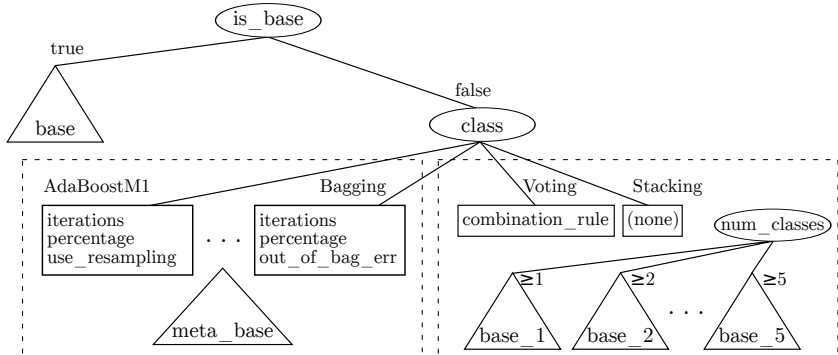 is_base
true
false
base
class
AdaBoostM1
Bagging
Voting
Stacking
iterations
percentage
use_resampling
. . .
iterations
percentage
out_of_bag_err
combination_rule
(none)
num_classes
meta_base
≥1
≥2
. . .
≥5
base_1
base_2
base_5